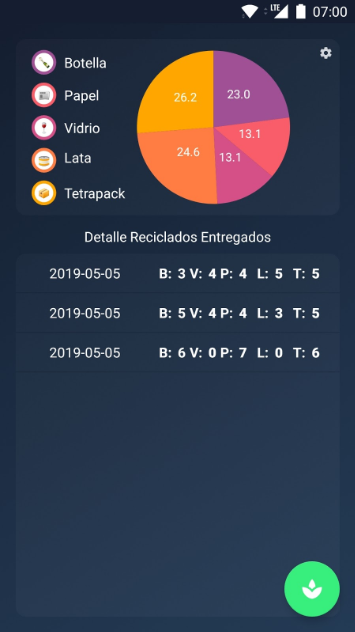 LTE 07:00
Botella
Papel
Vidrio
Lata
Tetrapack
26.2 23.0
13.1
24.6 13.1
Detalle Reciclados Entregados
2019-05-05 B: 3 V: 4 P: 4 L: 5 T: 5
2019-05-05 B: 5 V: 4 P: 4 L: 3 T: 5
2019-05-05 B: 6 V: 0 P: 7 L: 0 T: 6